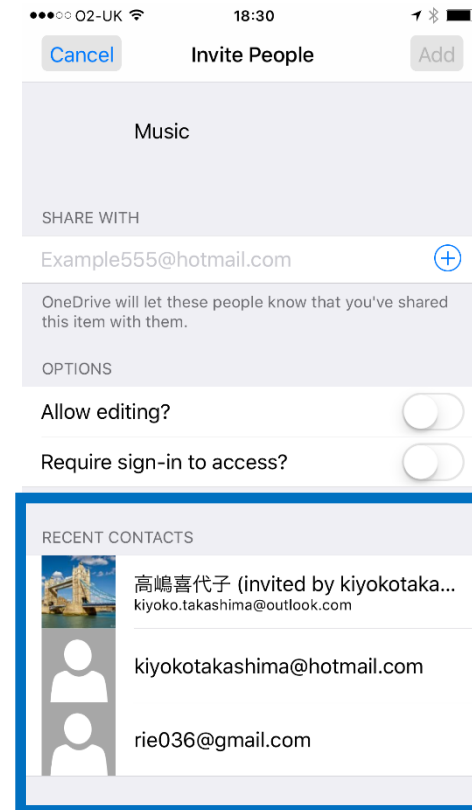 O2-UK 18:30
Cancel Invite People Add
Music
SHARE WITH
Example555@hotmail.com
OneDrive will let these people know that you've shared
this item with them.
OPTIONS
Allow editing?
Require sign-in to access?
RECENT CONTACTS
高嶋喜代子 (invited by kiyokotaka...
kiyoko.takashima@outlook.com
kiyokotakashima@hotmail.com
rie036@gmail.com